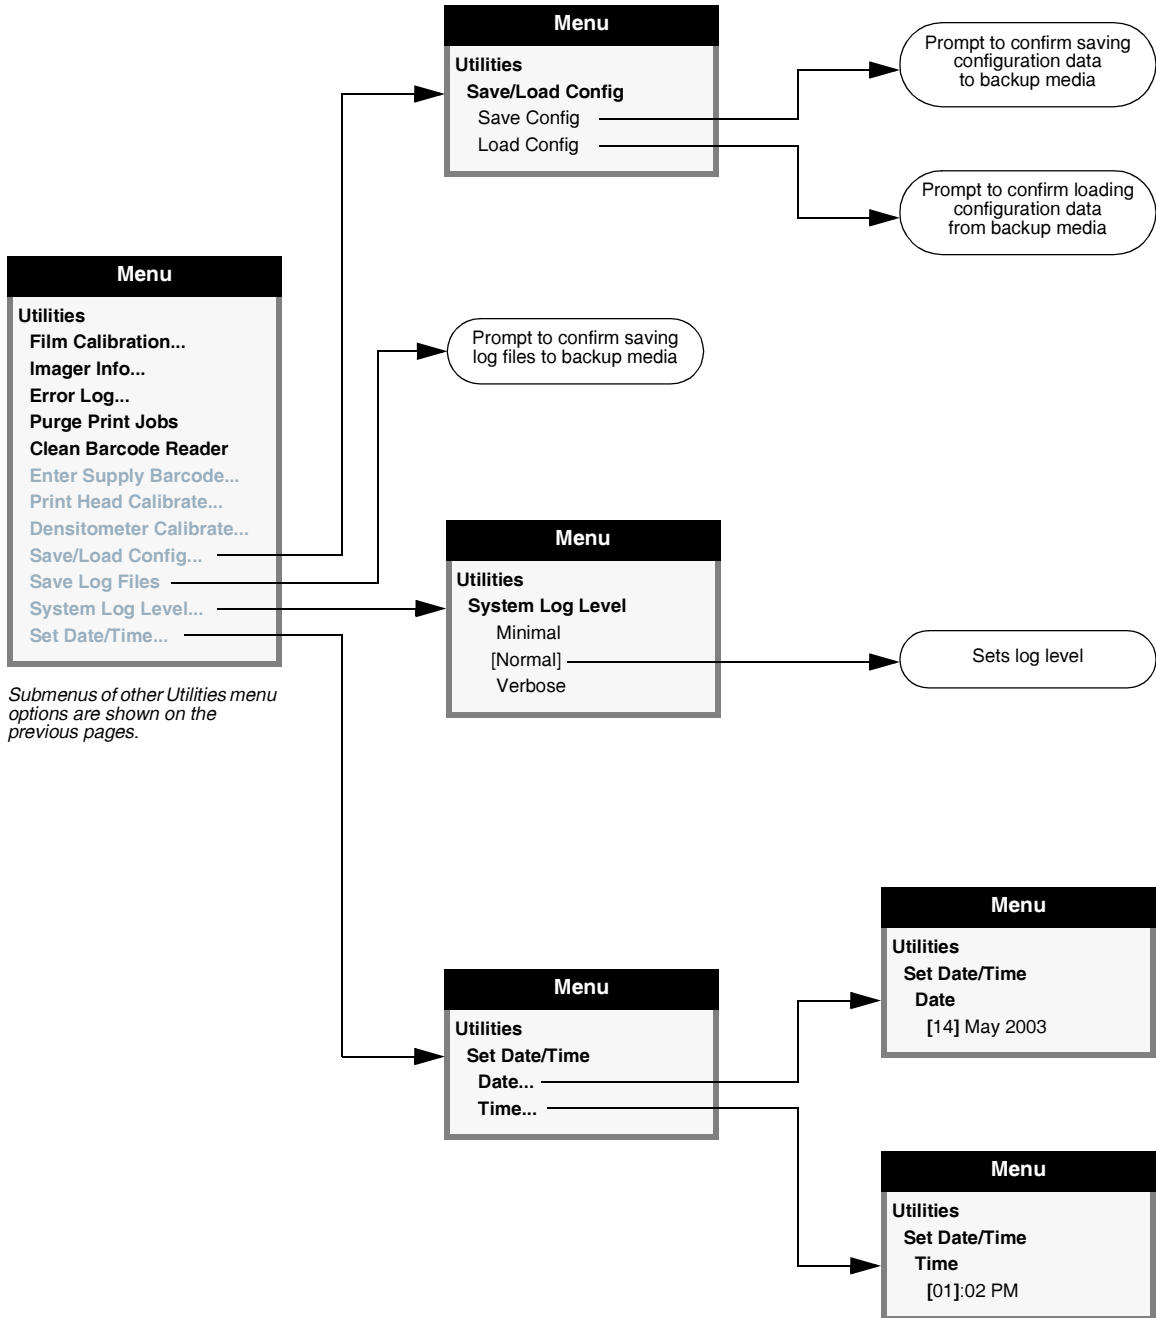 Menu
Utilities
Save/Load Config
Save Config
Load Config
Prompt to confirm saving
configuration data
to backup media
Prompt to confirm loading
configuration data
from backup media
Menu
Utilities
Film Calibration...
Imager Info...
Error Log...
Purge Print Jobs
Clean Barcode Reader
Enter Supply Barcode...
Print Head Calibrate...
Densitometer Calibrate...
Save/Load Config...
Save Log Files
System Log Level...
Set Date/Time...
Submenus of other Utilities menu
options are shown on the
previous pages.
Prompt to confirm saving
log files to backup media
Menu
Utilities
System Log Level
Minimal
[Normal]
Verbose
Sets log level
Menu
Utilities
Set Date/Time
Date...
Time...
Menu
Utilities
Set Date/Time
Date
[14] May 2003
Menu
Utilities
Set Date/Time
Time
[01]:02 PM